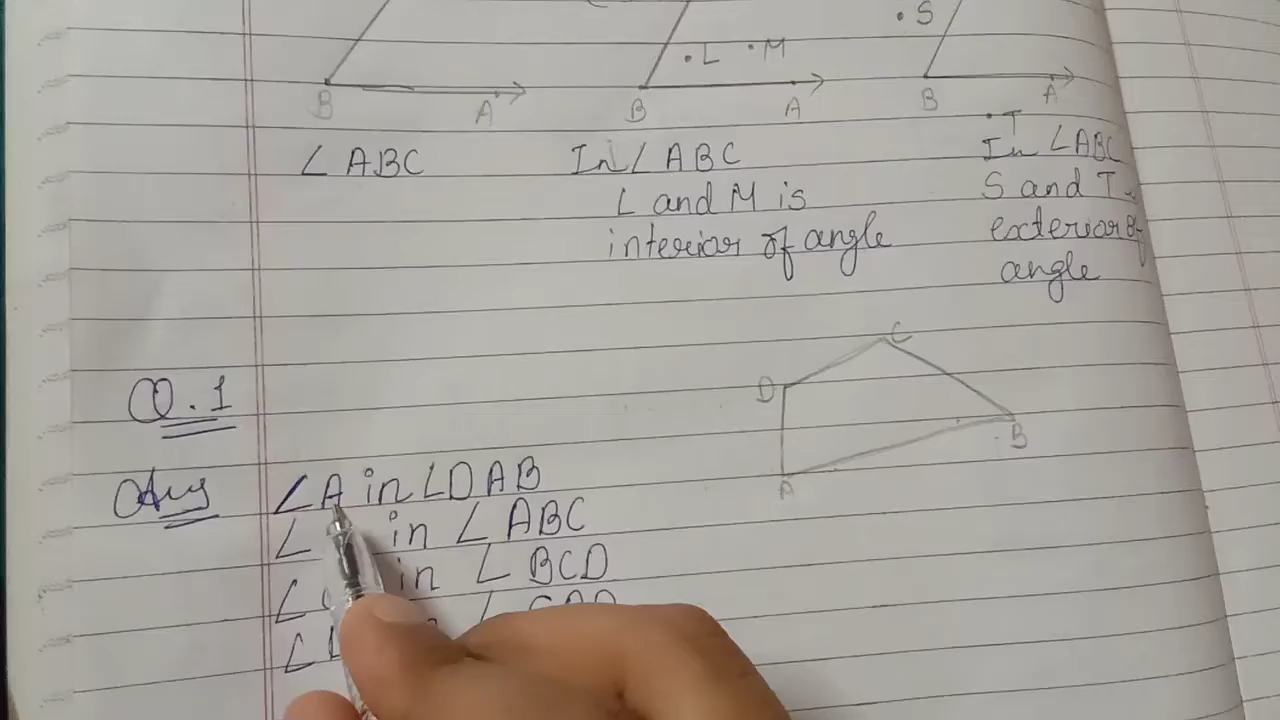 . S
. L . M
B A
B A
B A
. T
∠ ABC
In ∠ ABC
In ∠ ABC
L and M is
S and T
interior of angle
exterior of
angle
C
D
Q.1
B
A
Ans ∠A in ∠DAB
∠ in ∠ ABC
∠ in ∠ BCD
∠ ∠
∠